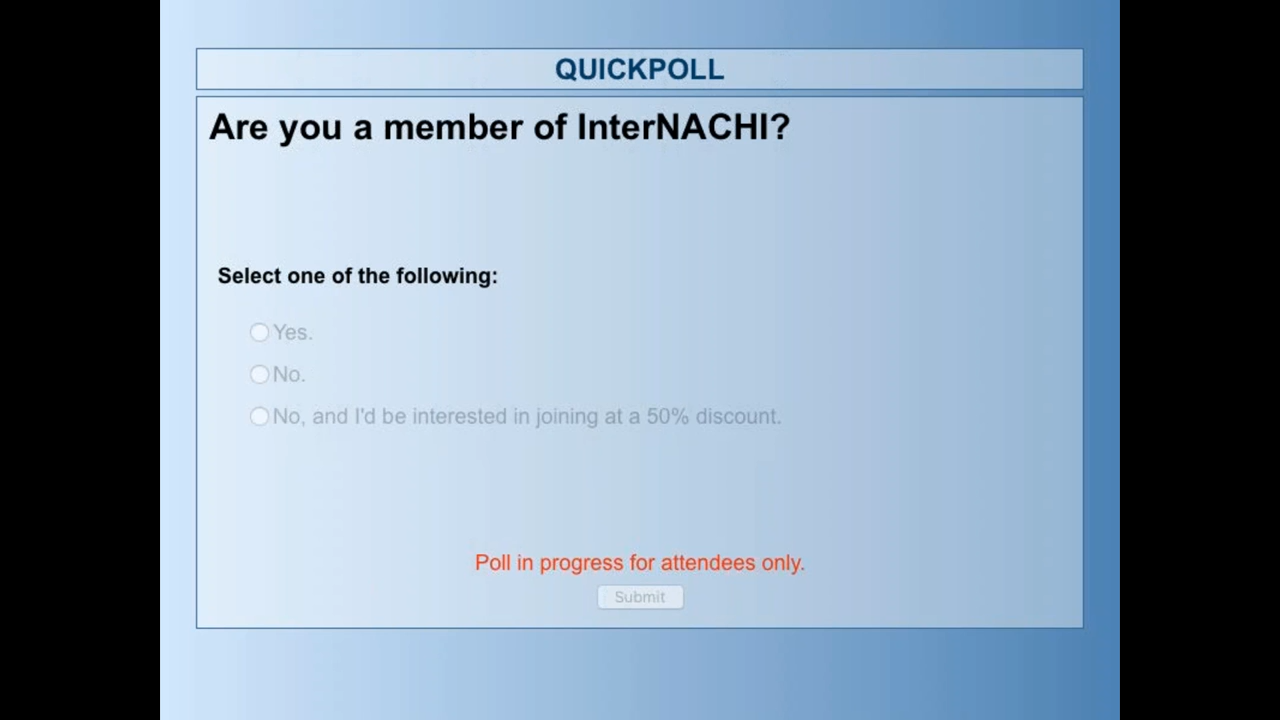 QUICKPOLL
Are you a member of InterNACHI?
Select one of the following:
Yes.
No.
No, and I'd be interested in joining at a 50% discount.
Poll in progress for attendees only.
Submit